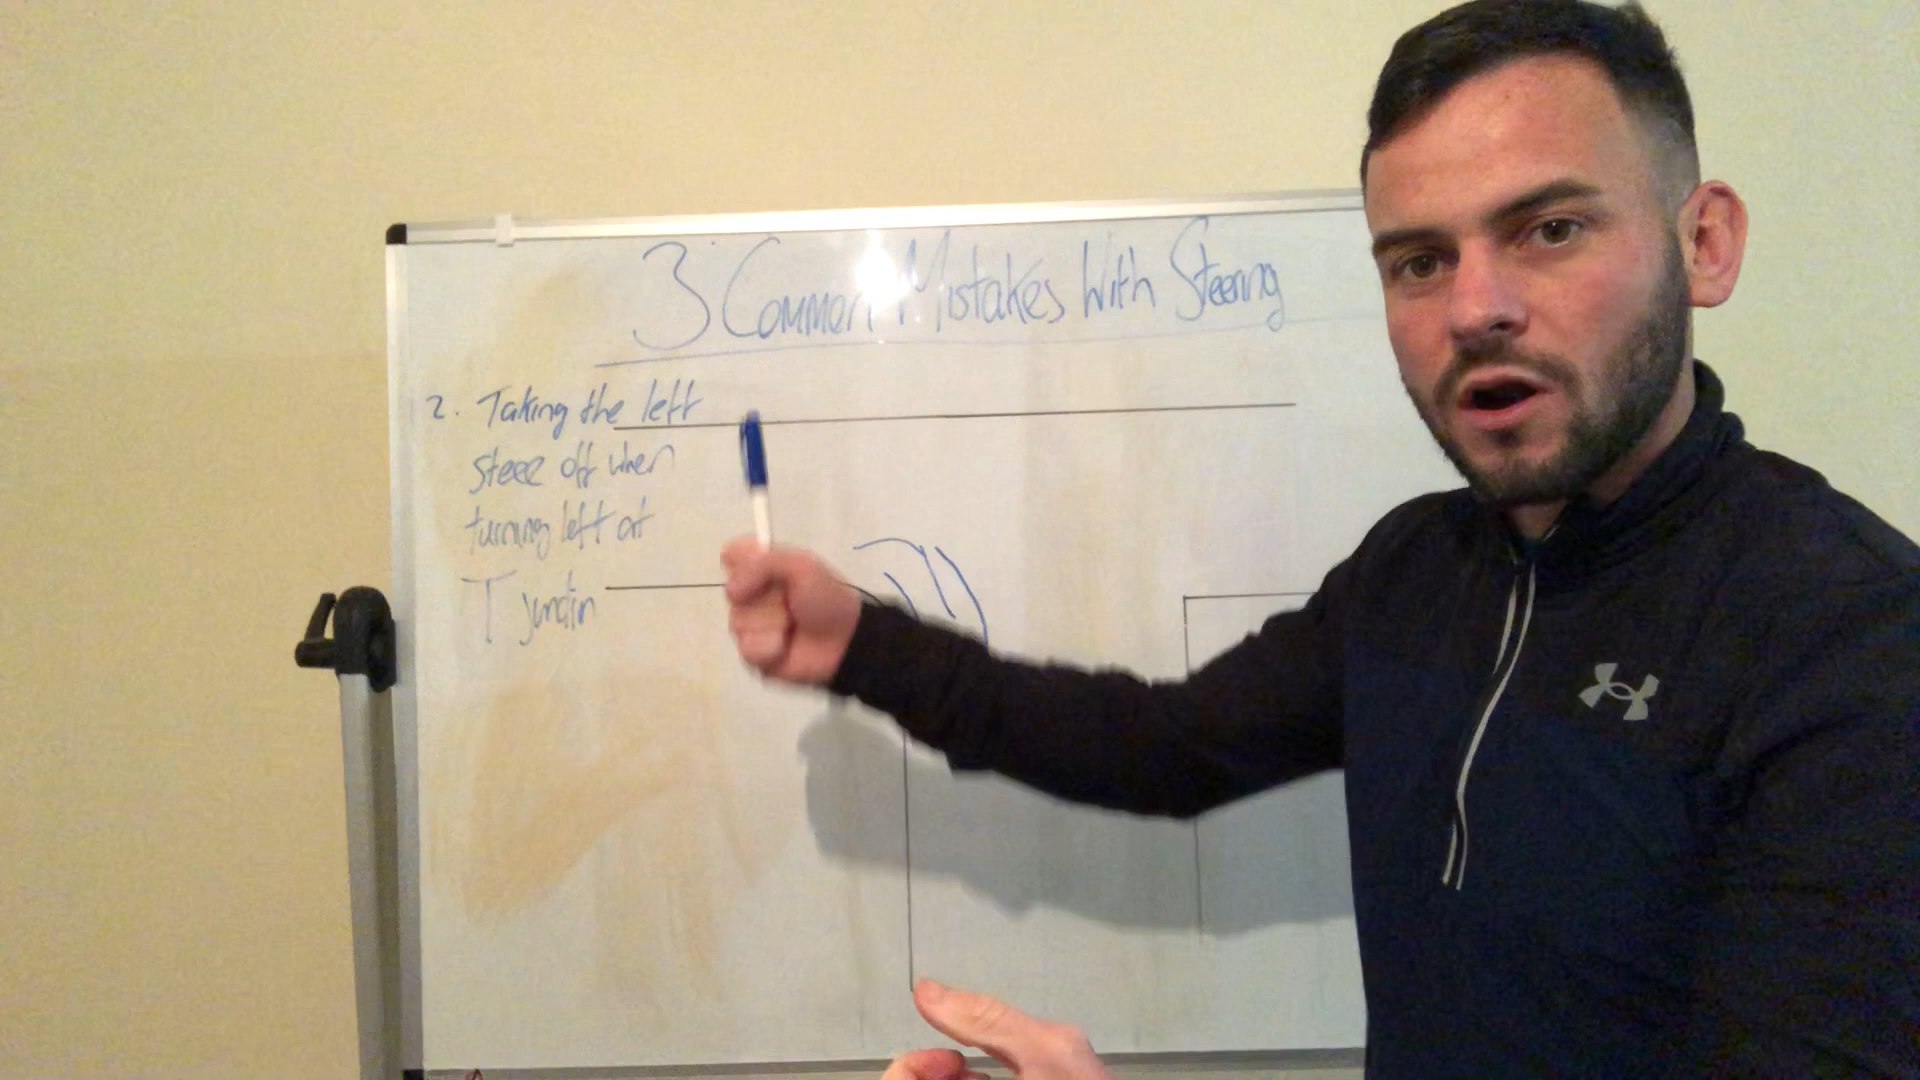 3 Common Mistakes With Steering
2. Taking the left
steer off when
turning left at
T junction